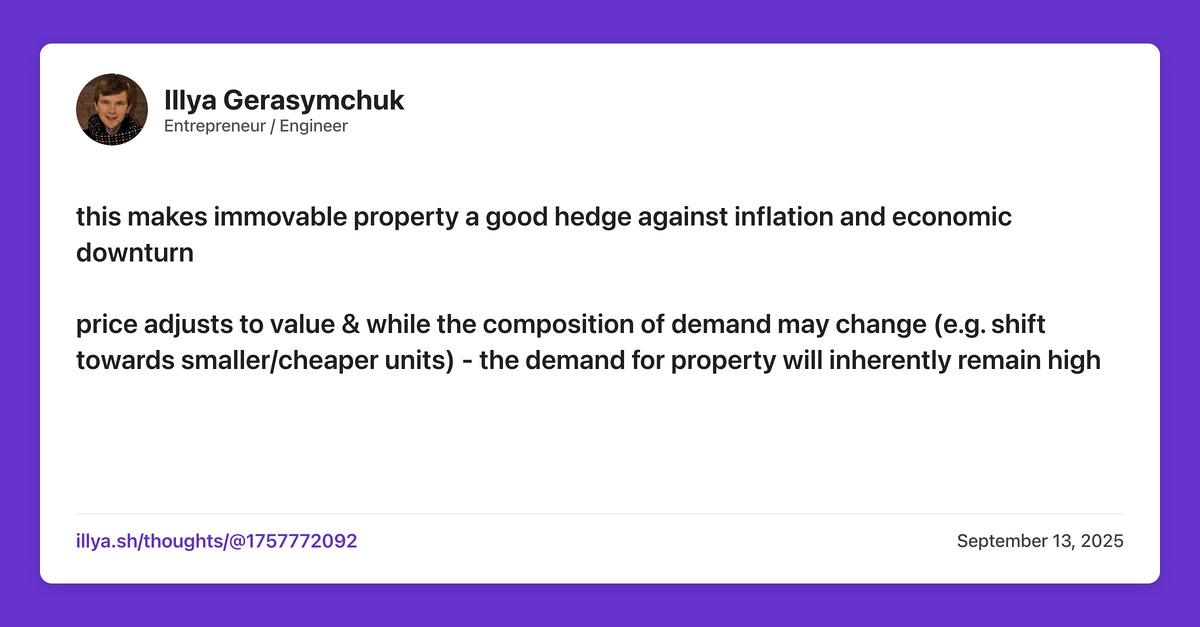 Illya Gerasymchuk
Entrepreneur / Engineer
this makes immovable property a good hedge against inflation and economic
downturn
price adjusts to value & while the composition of demand may change (e.g. shift
towards smaller/cheaper units) - the demand for property will inherently remain high
illya.sh/thoughts/@1757772092
September 13, 2025